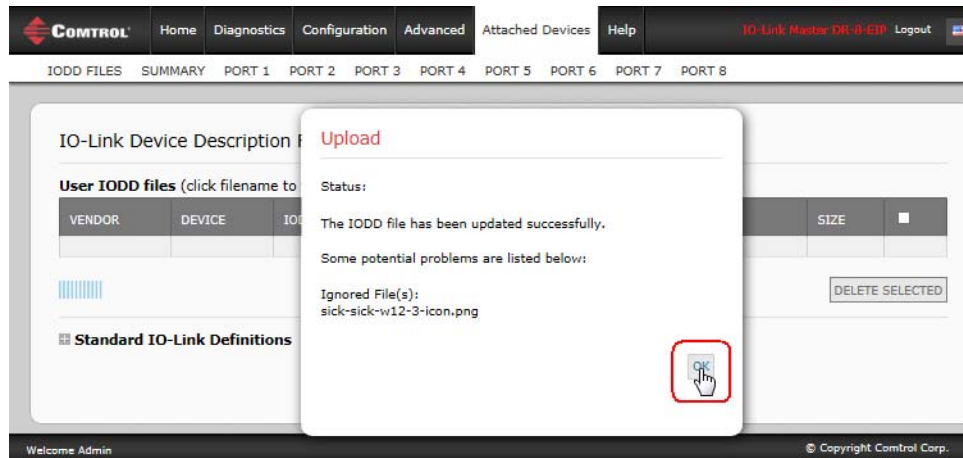 COMTROL Home Diagnostics Configuration Advanced Attached Devices Help IO-Link Master DR-8-EIP Logout
IODD FILES SUMMARY PORT 1 PORT 2 PORT 3 PORT 4 PORT 5 PORT 6 PORT 7 PORT 8
IO-Link Device Description
User IODD files (click filename to
VENDOR DEVICE SIZE
DELETE SELECTED
Standard IO-Link Definitions
Upload
Status:
The IODD file has been updated successfully.
Some potential problems are listed below:
Ignored File(s):
sick-sick-w12-3-icon.png
OK
Welcome Admin © Copyright Comtrol Corp.